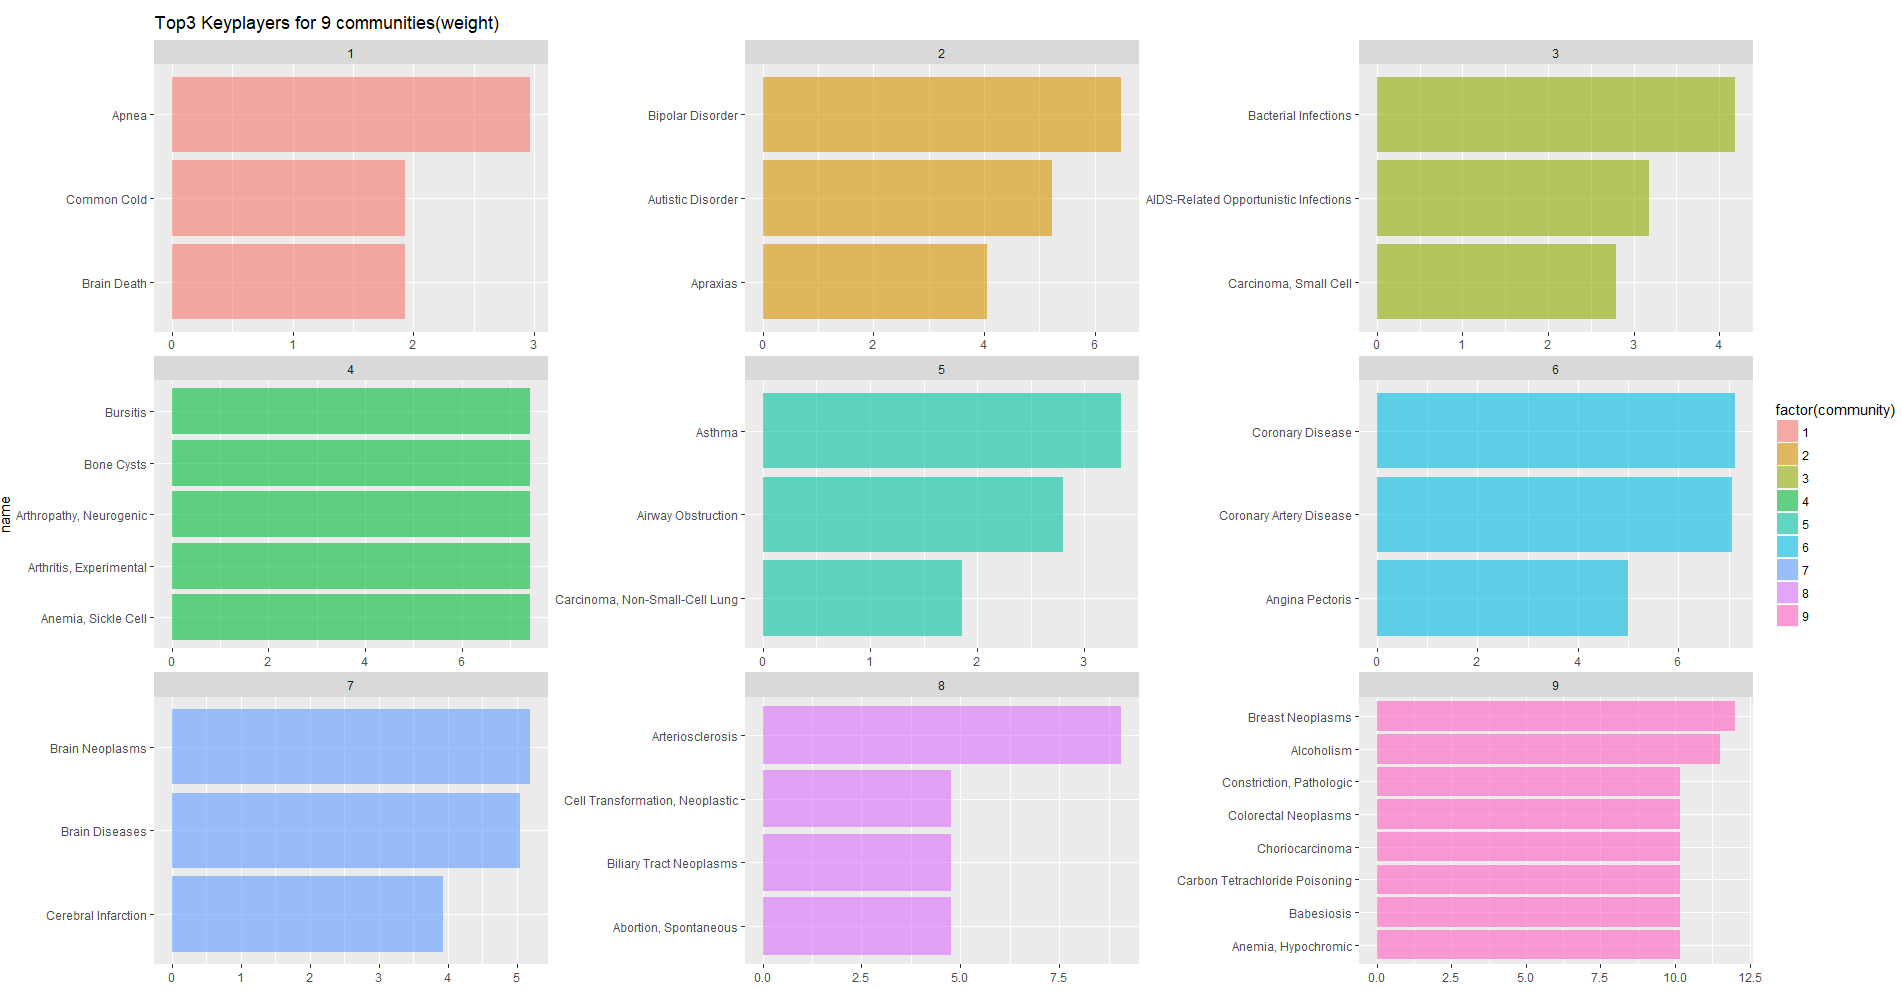 Top3 Keyplayers for 9 communities(weight)
1
Apnea
Common Cold
Brain Death
0 1 2 3
2
Bipolar Disorder
Autistic Disorder
Apraxias
0 2 4 6
3
Bacterial Infections
AIDS-Related Opportunistic Infections
Carcinoma, Small Cell
0 1 2 3 4
4
Bursitis
Bone Cysts
Arthropathy, Neurogenic
Arthritis, Experimental
Anemia, Sickle Cell
0 2 4 6
5
Asthma
Airway Obstruction
Carcinoma, Non-Small-Cell Lung
0 1 2 3
6
Coronary Disease
Coronary Artery Disease
Angina Pectoris
0 2 4 6
7
Brain Neoplasms
Brain Diseases
Cerebral Infarction
0 1 2 3 4 5
8
Arteriosclerosis
Cell Transformation, Neoplastic
Biliary Tract Neoplasms
Abortion, Spontaneous
0.0 2.5 5.0 7.5
9
Breast Neoplasms
Alcoholism
Constriction, Pathologic
Colorectal Neoplasms
Choriocarcinoma
Carbon Tetrachloride Poisoning
Babesiosis
Anemia, Hypochromic
0.0 2.5 5.0 7.5 10.0 12.5
name
factor(community)
1
2
3
4
5
6
7
8
9